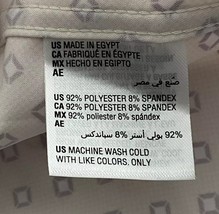 US MADE IN EGYPT
CA FABRIQUÉ EN ÉGYPTE
MX HECHO EN EGIPTO
AE
صنع في مصر
US 92% POLYESTER 8% SPANDEX
CA 92% POLYESTER 8% SPANDEX
MX 92% POLIÉSTER 8% SPANDEX
AE
92% بولي أستر 8% سباندكس
US MACHINE WASH COLD
WITH LIKE COLORS. ONLY